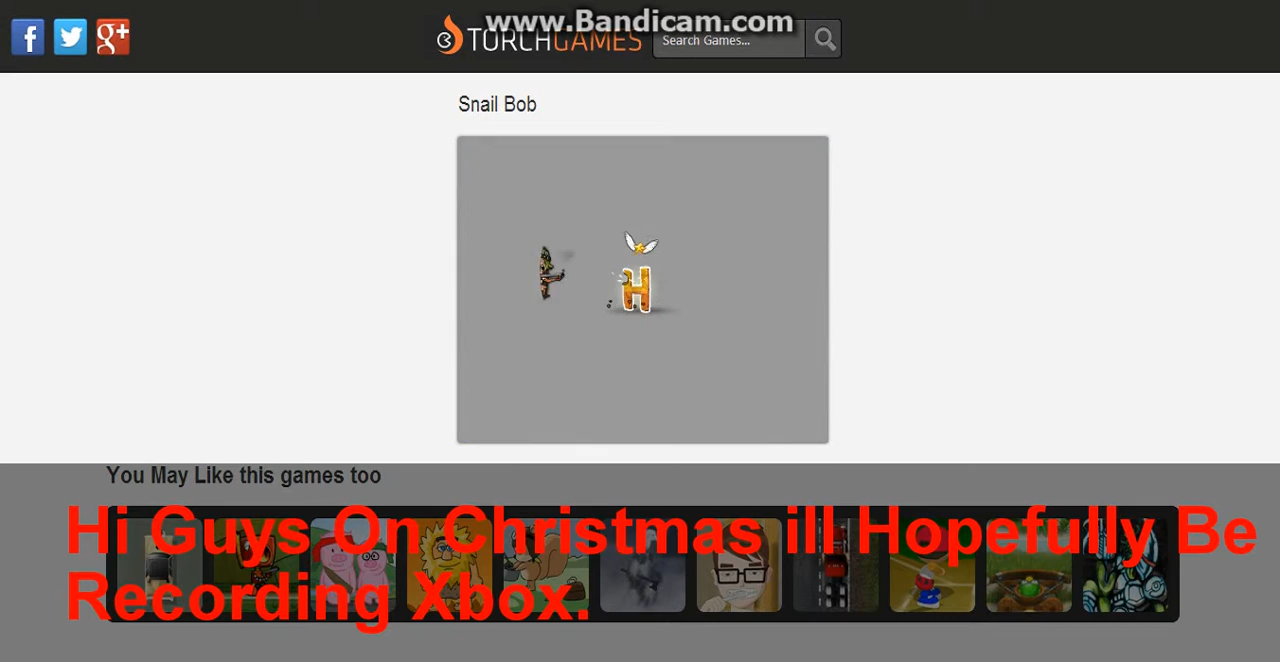 www.Bandicam.com
TORCHGAMES
Search Games...
Snail Bob
H
You May Like this games too
Hi Guys On Christmas ill Hopefully Be
Recording Xbox.